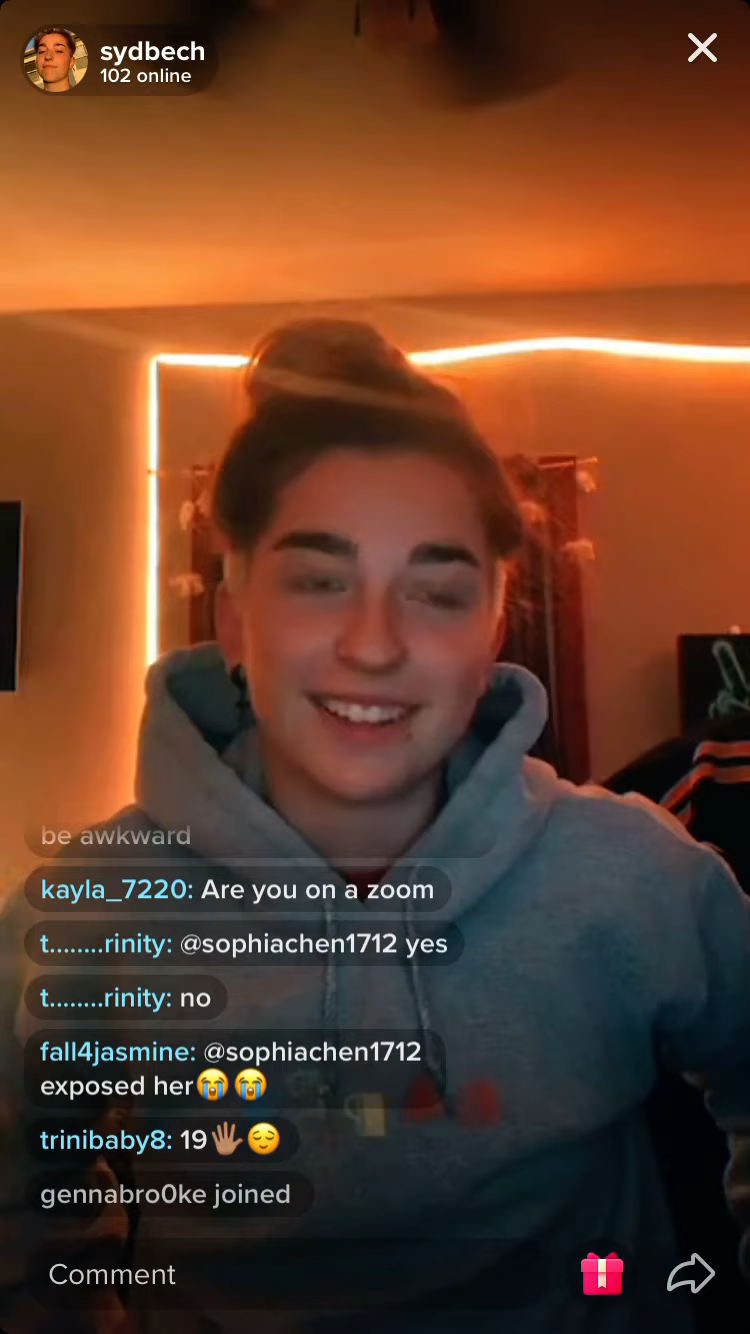 sydbech
102 online
be awkward
kayla_7220: Are you on a zoom
t........rinity: @sophiachen1712 yes
t........rinity: no
fall4jasmine: @sophiachen1712
exposed her😭😭
trinibaby8: 19🖐🏽😌
gennabro0ke joined
Comment